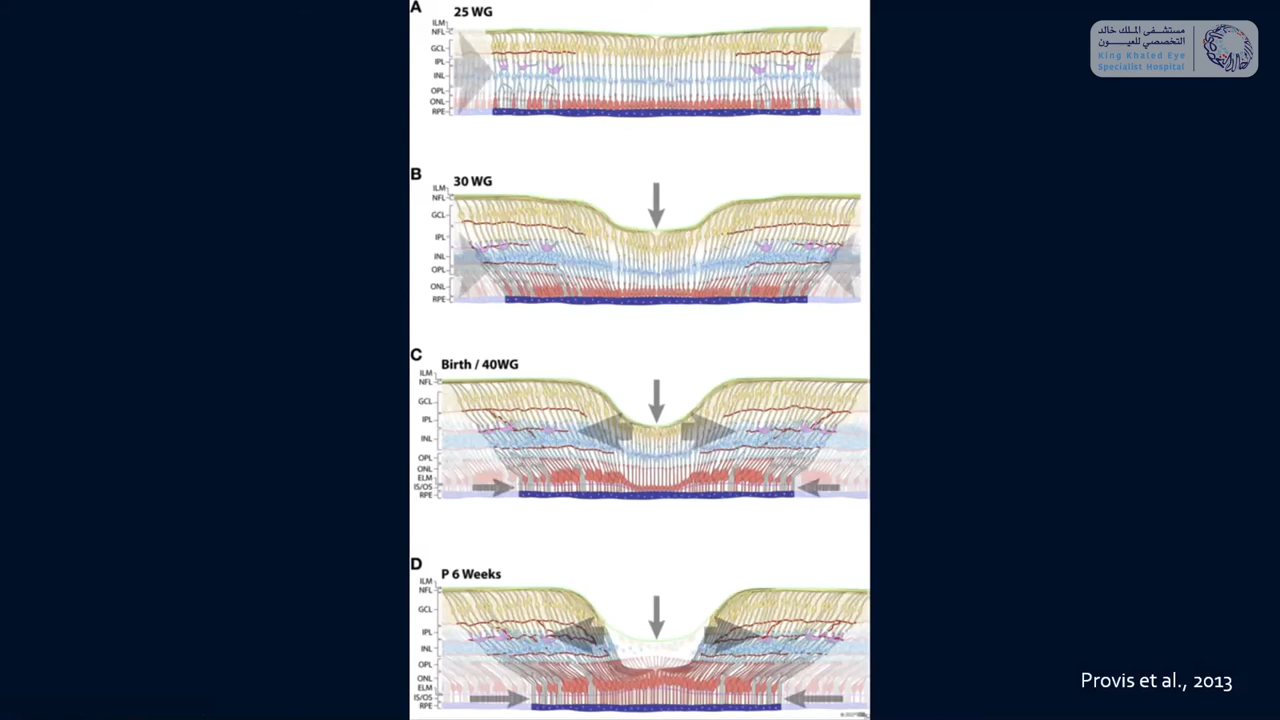 A
25 WG
ILM
NFL
GCL
IPL
INL
OPL
ONL
RPE
B
30 WG
ILM
NFL
GCL
IPL
INL
OPL
ONL
RPE
C
Birth / 40WG
ILM
NFL
GCL
IPL
INL
OPL
ONL
ELM
IS/OS
RPE
D
P 6 Weeks
ILM
NFL
GCL
IPL
INL
OPL
ONL
ELM
IS/OS
RPE
مستشفى الملك خالد
التخصصي للعيون
King Khaled Eye
Specialist Hospital
Provis et al., 2013